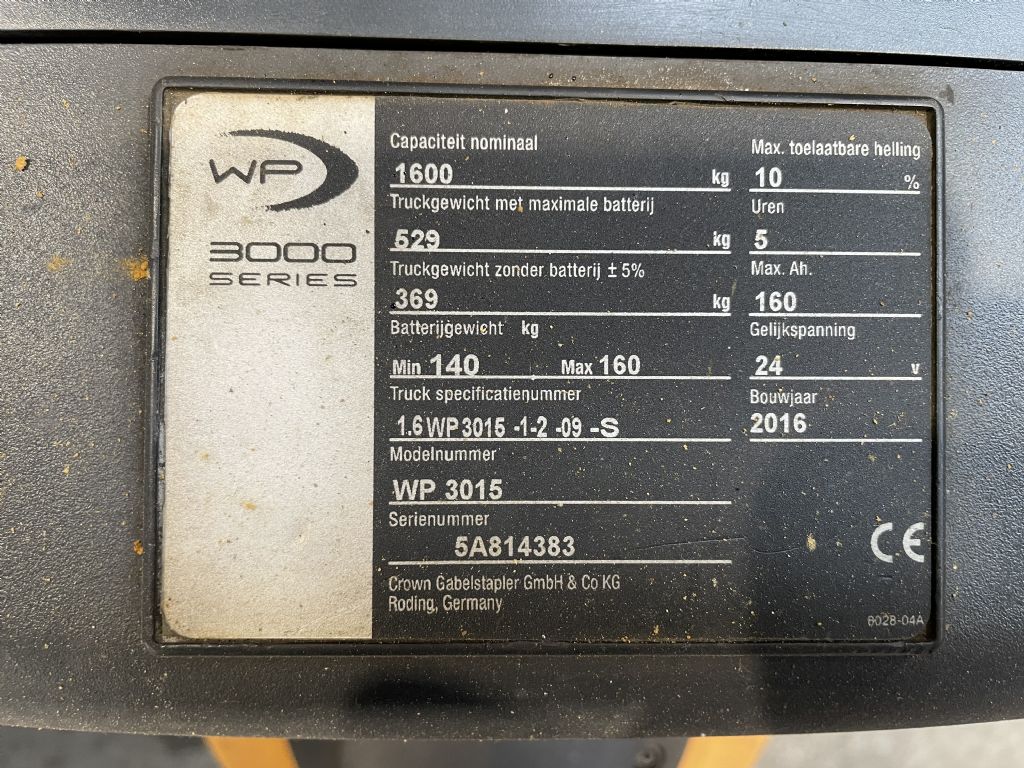 WP
3000
SERIES
Capaciteit nominaal
1600 kg
Truckgewicht met maximale batterij
529 kg
Truckgewicht zonder batterij ± 5%
369 kg
Batterijgewicht kg
Min 140 Max 160
Truck specificatienummer
1.6 WP 3015 -1-2 -09 -S
Modelnummer
WP 3015
Serienummer
5A814383
Crown Gabelstapler GmbH & Co KG
Roding, Germany
Max. toelaatbare helling
10 %
Uren
5
Max. Ah.
160
Gelijkspanning
24 v
Bouwjaar
2016
CE
8028-04A